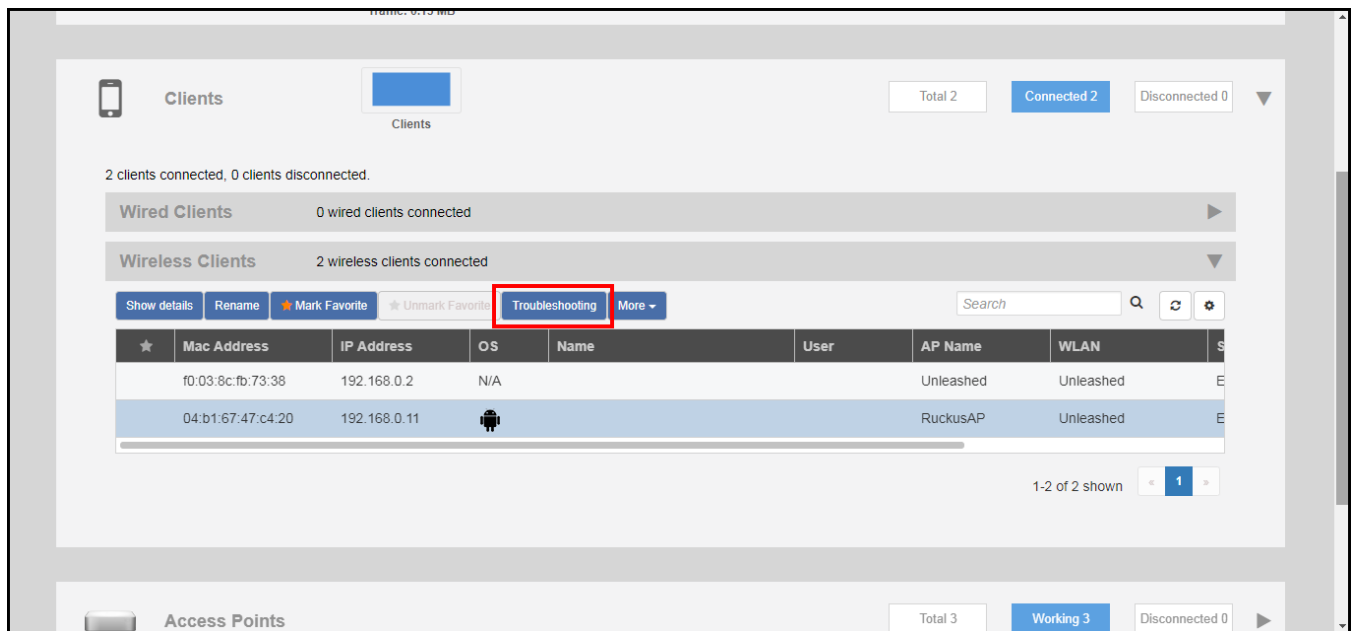 Traffic: 0.15 MB
Clients
Clients
Total 2
Connected 2
Disconnected 0
2 clients connected, 0 clients disconnected.
Wired Clients 0 wired clients connected
Wireless Clients 2 wireless clients connected
Show details Rename Mark Favorite Unmark Favorite Troubleshooting More Search
Mac Address IP Address OS Name User AP Name WLAN S
f0:03:8c:fb:73:38 192.168.0.2 N/A Unleashed Unleashed E
04:b1:67:47:c4:20 192.168.0.11 RuckusAP Unleashed E
1-2 of 2 shown « 1 »
Access Points Total 3 Working 3 Disconnected 0